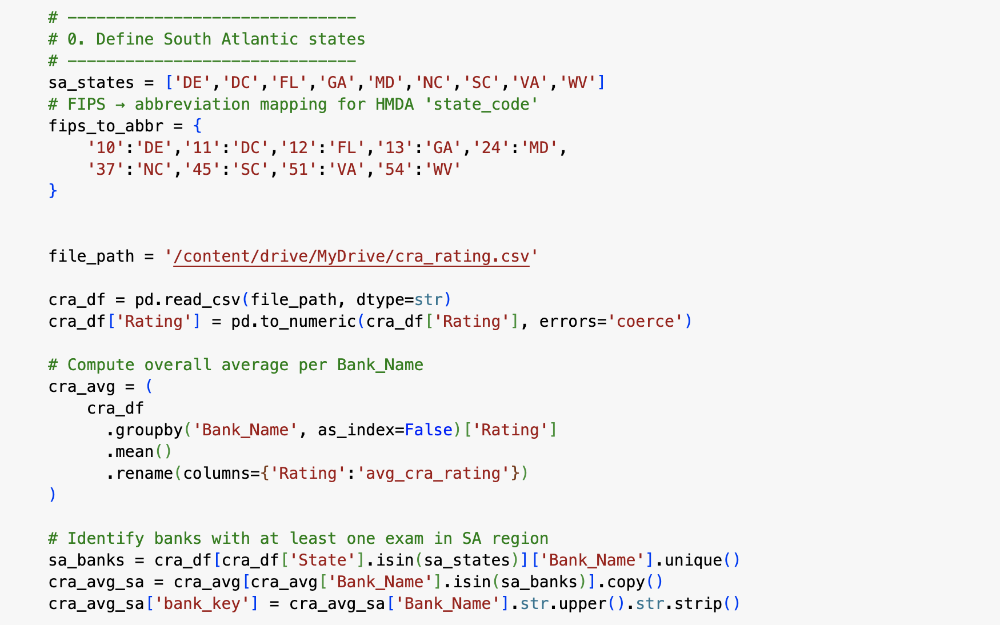 # ------------------------------
# 0. Define South Atlantic states
# ------------------------------
sa_states = ['DE','DC','FL','GA','MD','NC','SC','VA','WV']
# FIPS → abbreviation mapping for HMDA 'state_code'
fips_to_abbr = {
    '10':'DE','11':'DC','12':'FL','13':'GA','24':'MD',
    '37':'NC','45':'SC','51':'VA','54':'WV'
}
file_path = '/content/drive/MyDrive/cra_rating.csv'
cra_df = pd.read_csv(file_path, dtype=str)
cra_df['Rating'] = pd.to_numeric(cra_df['Rating'], errors='coerce')
# Compute overall average per Bank_Name
cra_avg = (
    cra_df
      .groupby('Bank_Name', as_index=False)['Rating']
      .mean()
      .rename(columns={'Rating':'avg_cra_rating'})
)
# Identify banks with at least one exam in SA region
sa_banks = cra_df[cra_df['State'].isin(sa_states)]['Bank_Name'].unique()
cra_avg_sa = cra_avg[cra_avg['Bank_Name'].isin(sa_banks)].copy()
cra_avg_sa['bank_key'] = cra_avg_sa['Bank_Name'].str.upper().str.strip()